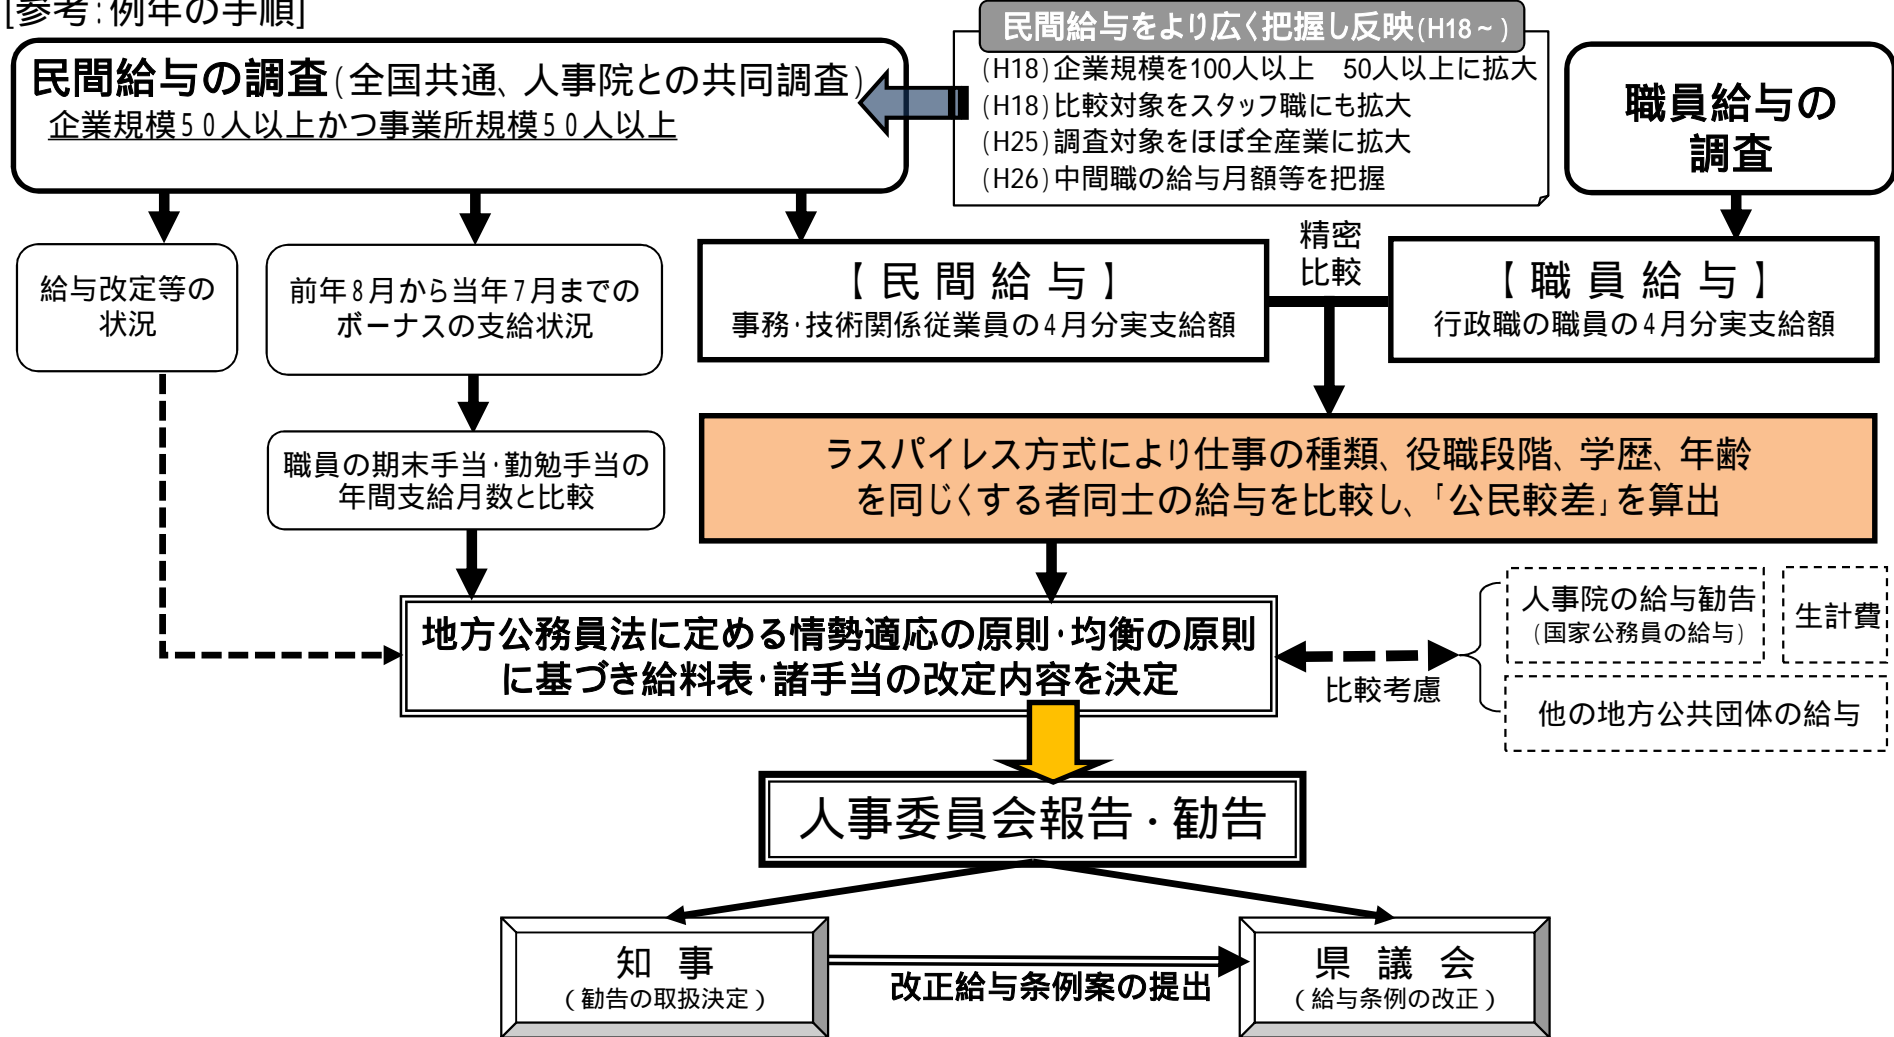 [参考:例年の手順]
民間給与の調査(全国共通、人事院との共同調査)
企業規模50人以上かつ事業所規模50人以上
民間給与をより広く把握し反映(H18~)
(H18)企業規模を100人以上 50人以上に拡大
(H18)比較対象をスタッフ職にも拡大
(H25)調査対象をほぼ全産業に拡大
(H26)中間職の給与月額等を把握
職員給与の
調査
給与改定等の
状況
前年8月から当年7月までの
ボーナスの支給状況
【民間給与】
事務・技術関係従業員の4月分実支給額
精密
比較
【職員給与】
行政職の職員の4月分実支給額
職員の期末手当・勤勉手当の
年間支給月数と比較
ラスパイレス方式により仕事の種類、役職段階、学歴、年齢
を同じくする者同士の給与を比較し、「公民較差」を算出
地方公務員法に定める情勢適応の原則・均衡の原則
に基づき給料表・諸手当の改定内容を決定
比較考慮
人事院の給与勧告
(国家公務員の給与)
生計費
他の地方公共団体の給与
人事委員会報告・勧告
知 事
(勧告の取扱決定)
改正給与条例案の提出
県 議 会
(給与条例の改正)